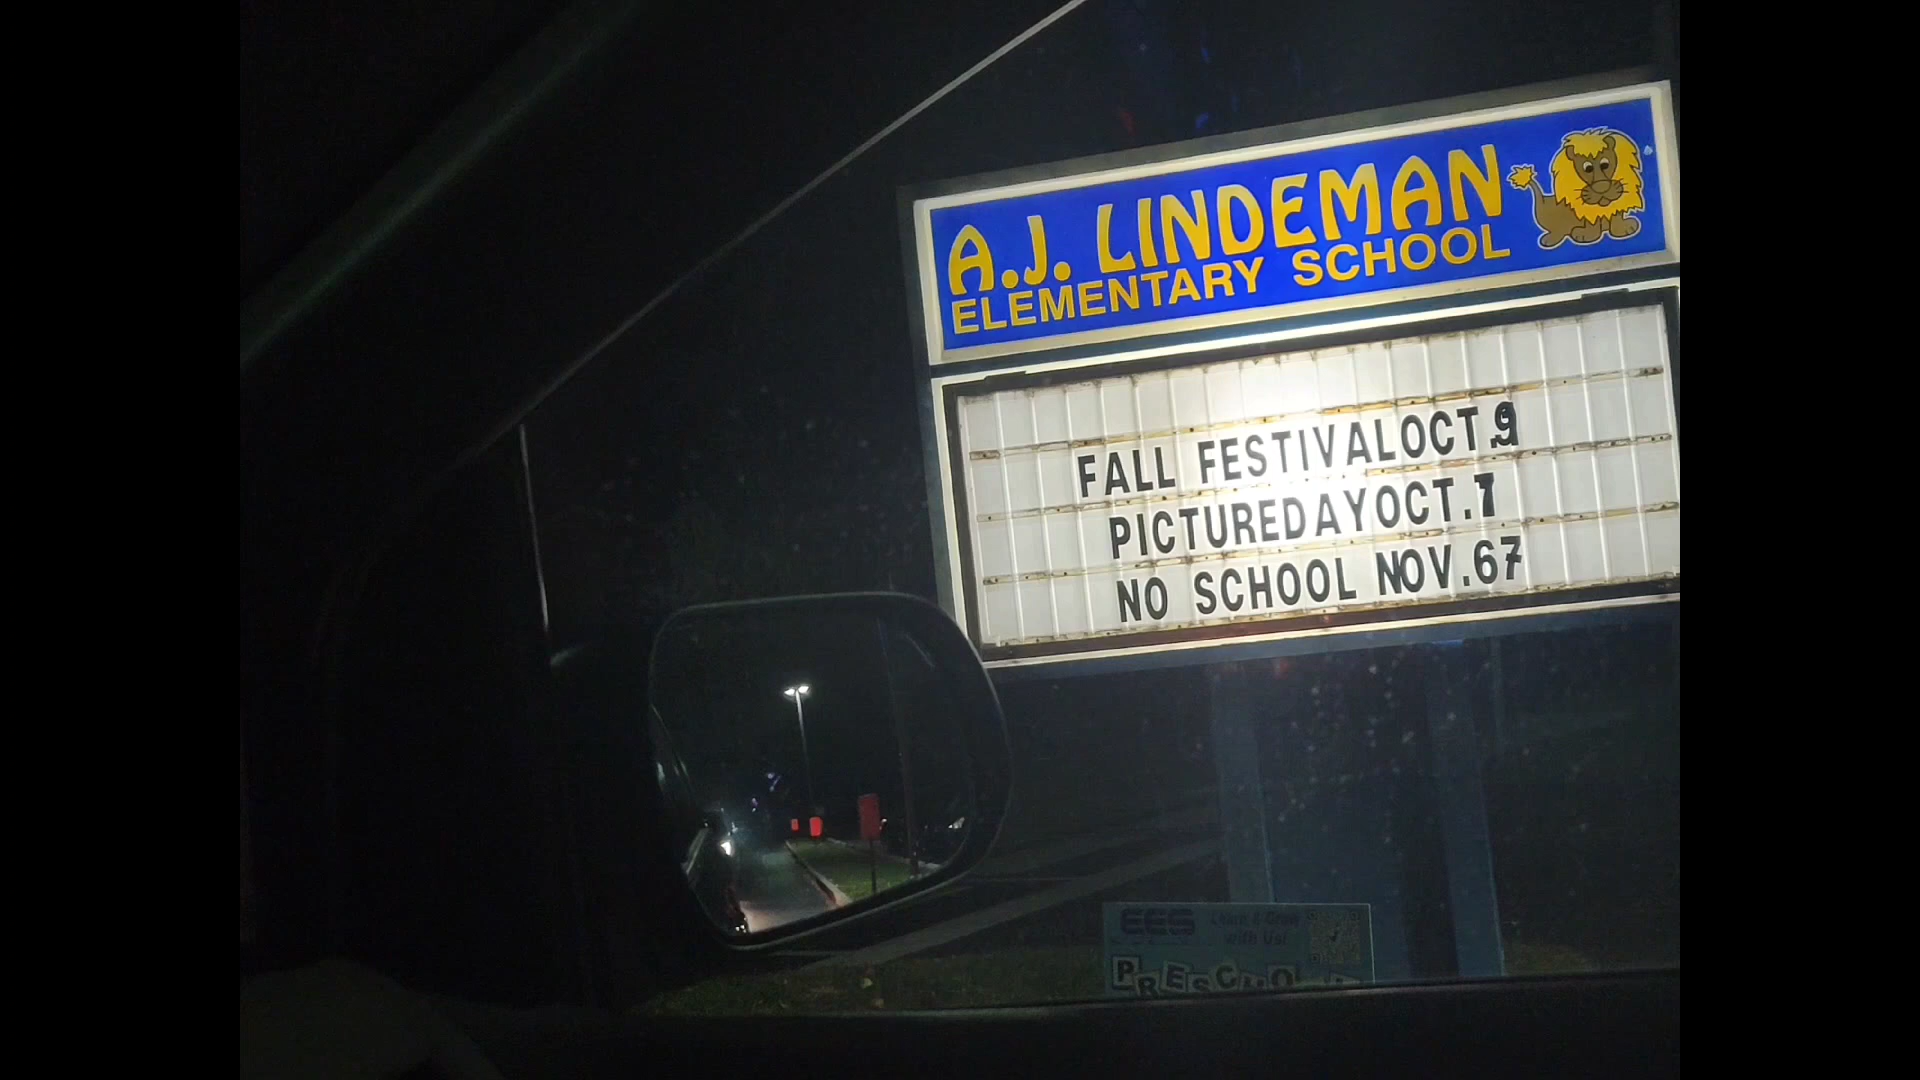 A.J. LINDEMAN
ELEMENTARY SCHOOL
FALL FESTIVALOCT.9
PICTUREDAYOCT.7
NO SCHOOL NOV.67
EES
Learn & Grow
with Us!